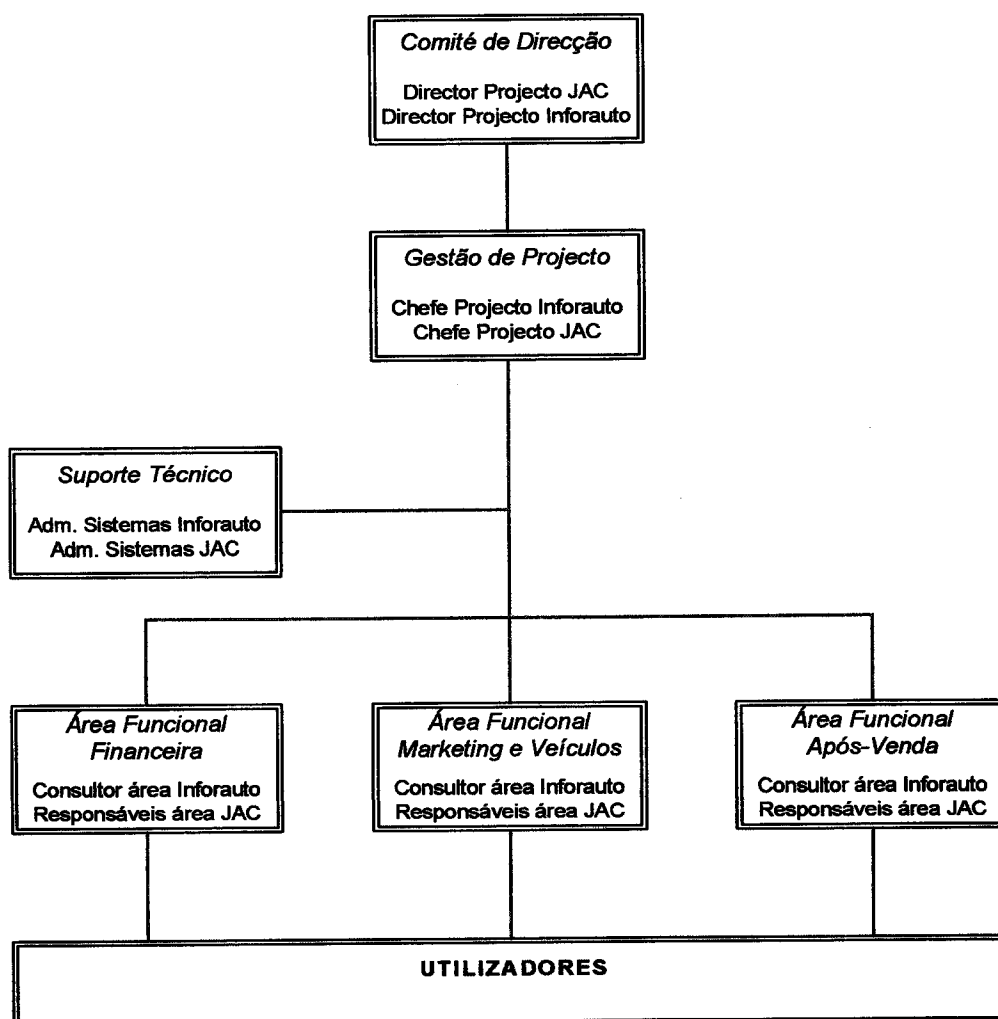 Comité de Direcção
Director Projecto JAC
Director Projecto Inforauto
Gestão de Projecto
Chefe Projecto Inforauto
Chefe Projecto JAC
Suporte Técnico
Adm. Sistemas Inforauto
Adm. Sistemas JAC
Área Funcional
Financeira
Consultor área Inforauto
Responsáveis área JAC
Área Funcional
Marketing e Veículos
Consultor área Inforauto
Responsáveis área JAC
Área Funcional
Após-Venda
Consultor área Inforauto
Responsáveis área JAC
UTILIZADORES